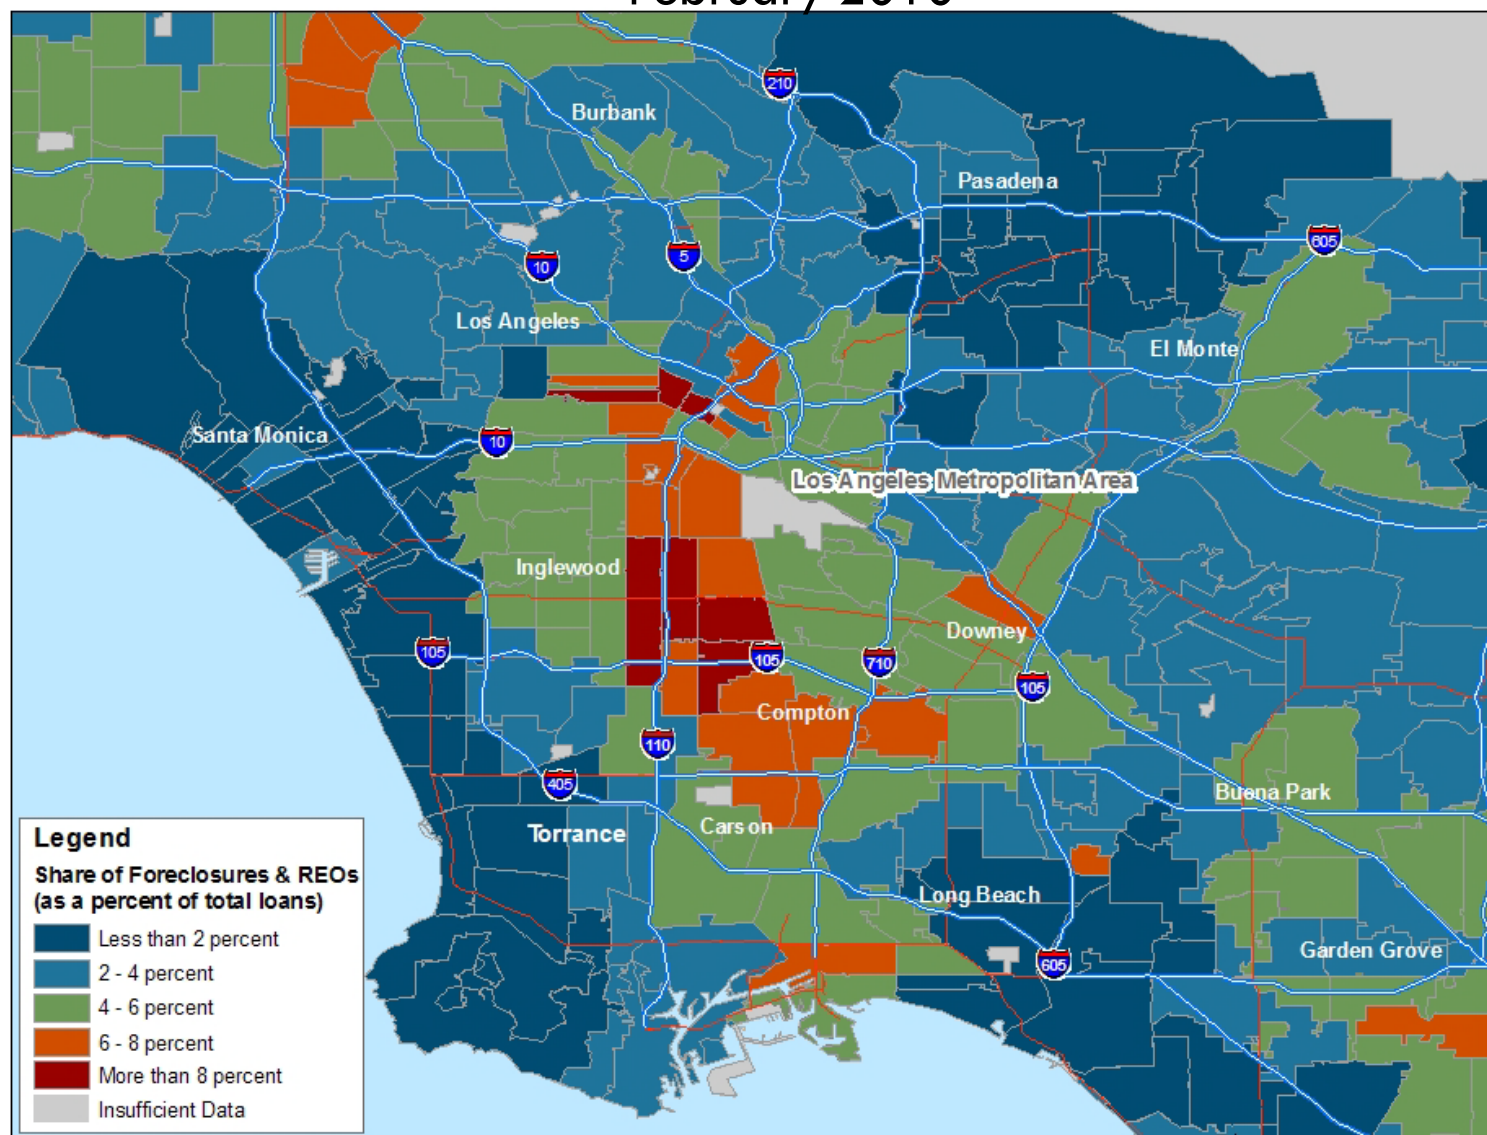 February 2010
210
Burbank
Pasadena
605
5
10
Los Angeles
El Monte
Santa Monica
10
Los Angeles Metropolitan Area
Inglewood
Downey
105
105
710
105
Compton
110
405
Buena Park
Torrance
Carson
Long Beach
Garden Grove
605
Legend
Share of Foreclosures & REOs
(as a percent of total loans)
Less than 2 percent
2 - 4 percent
4 - 6 percent
6 - 8 percent
More than 8 percent
Insufficient Data